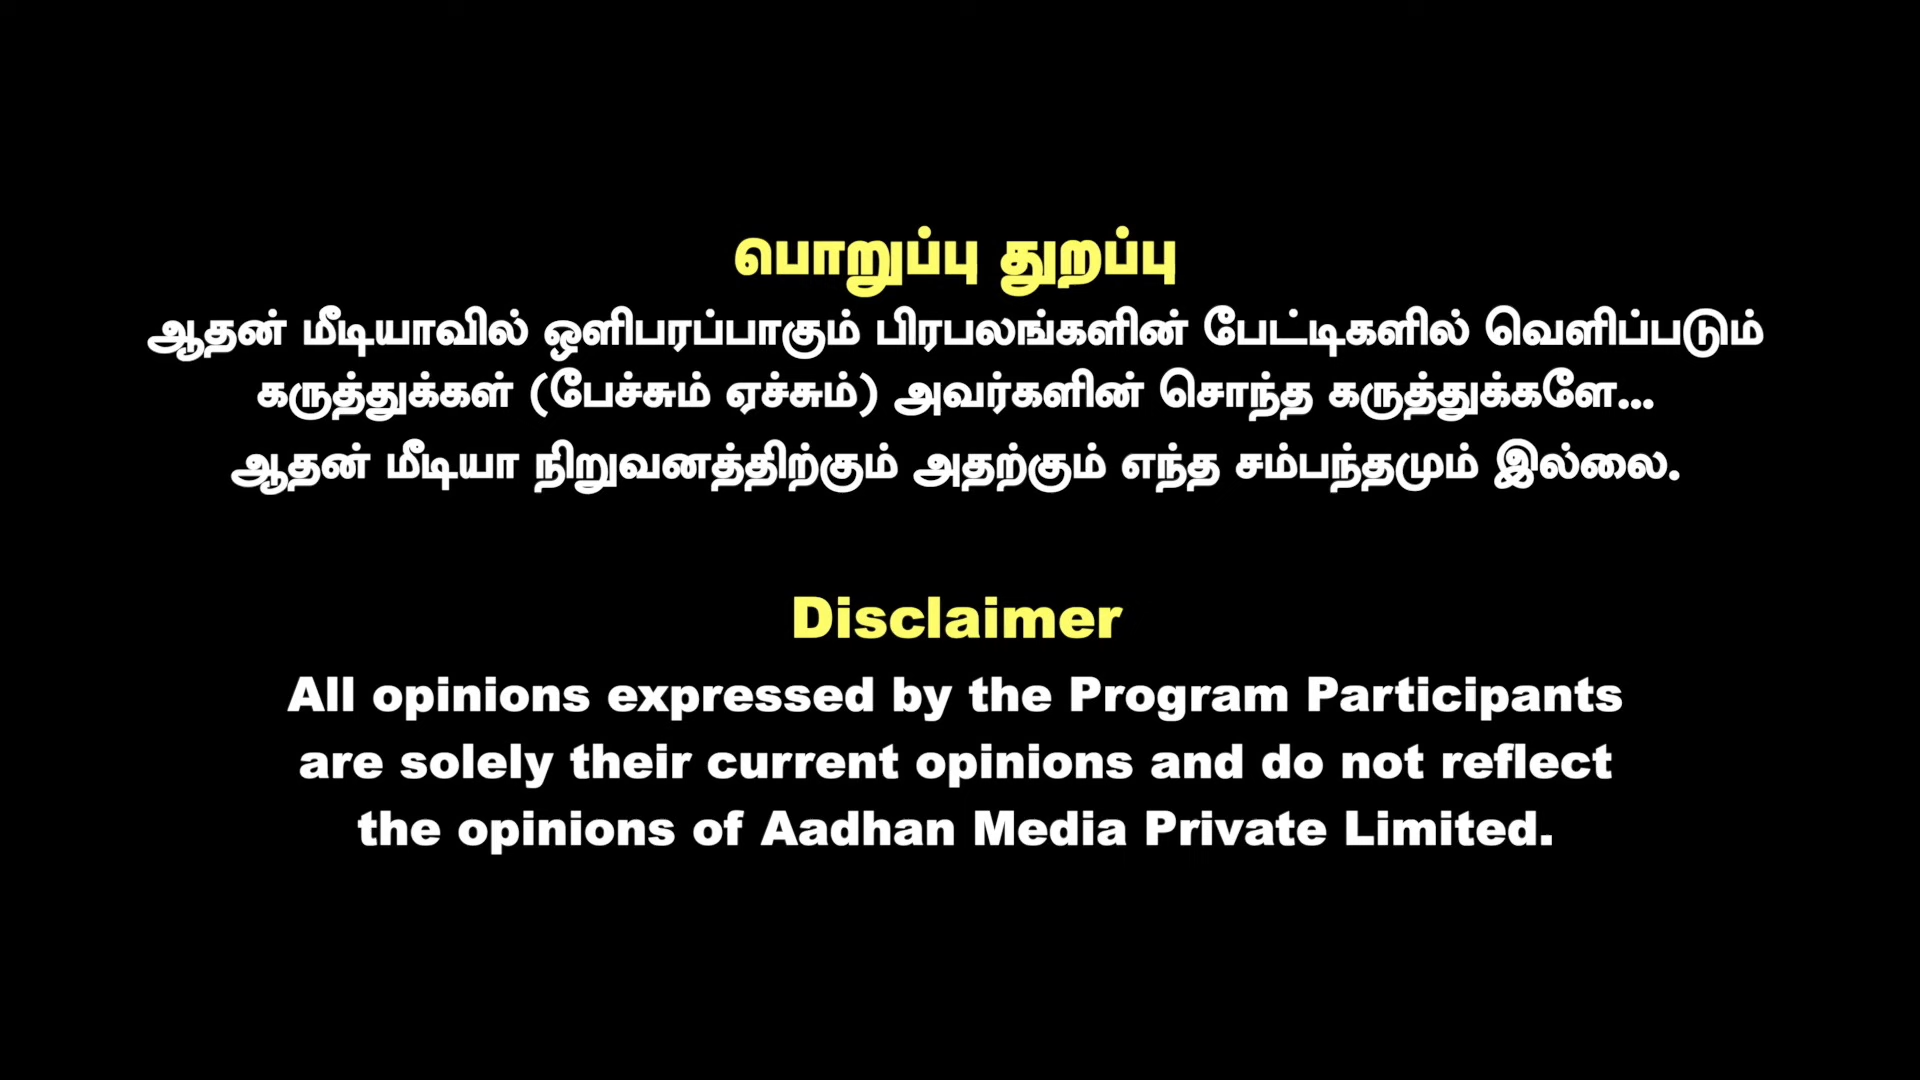 பொறுப்பு துறப்பு
ஆதன் மீடியாவில் ஒளிபரப்பாகும் பிரபலங்களின் பேட்டிகளில் வெளிப்படும்
கருத்துக்கள் (பேச்சும் ஏச்சும்) அவர்களின் சொந்த கருத்துக்களே...
ஆதன் மீடியா நிறுவனத்திற்கும் அதற்கும் எந்த சம்பந்தமும் இல்லை.
Disclaimer
All opinions expressed by the Program Participants
are solely their current opinions and do not reflect
the opinions of Aadhan Media Private Limited.